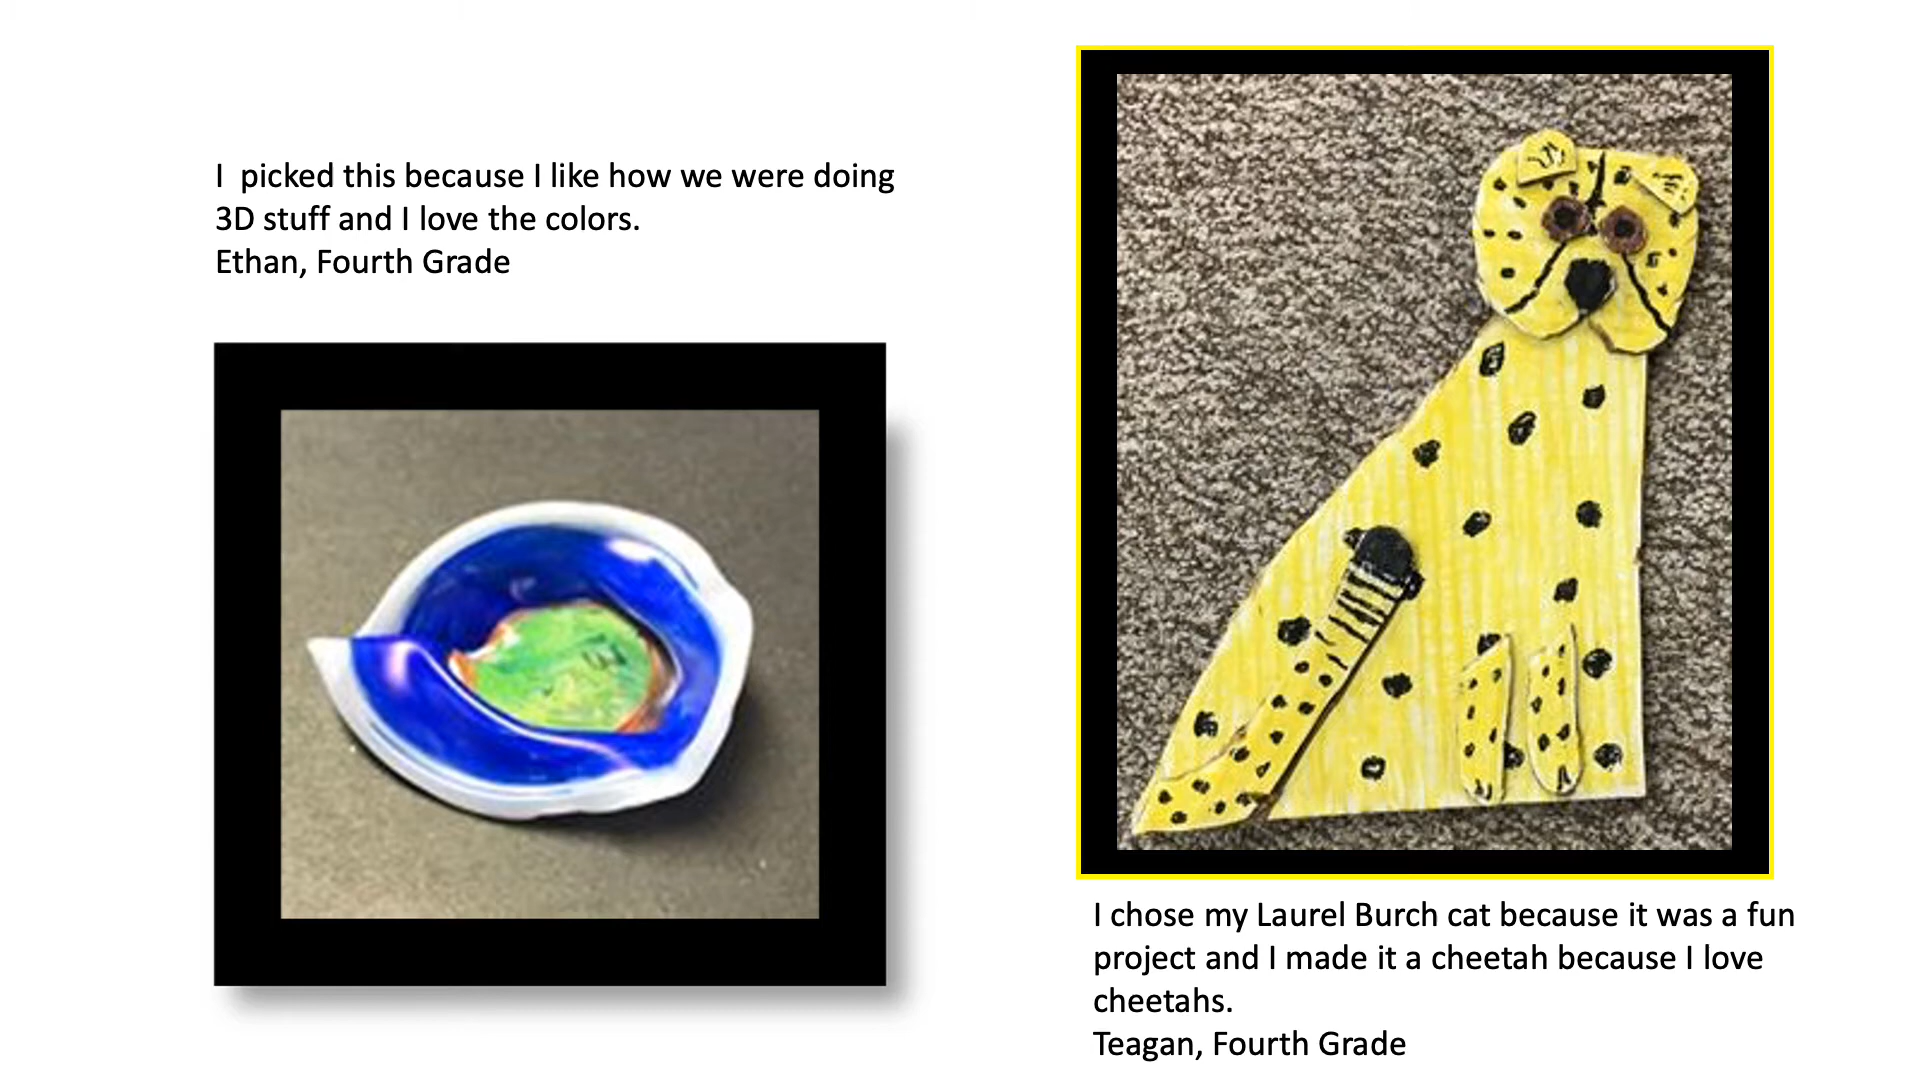 I  picked this because I like how we were doing
3D stuff and I love the colors.
Ethan, Fourth Grade
I chose my Laurel Burch cat because it was a fun
project and I made it a cheetah because I love
cheetahs.
Teagan, Fourth Grade